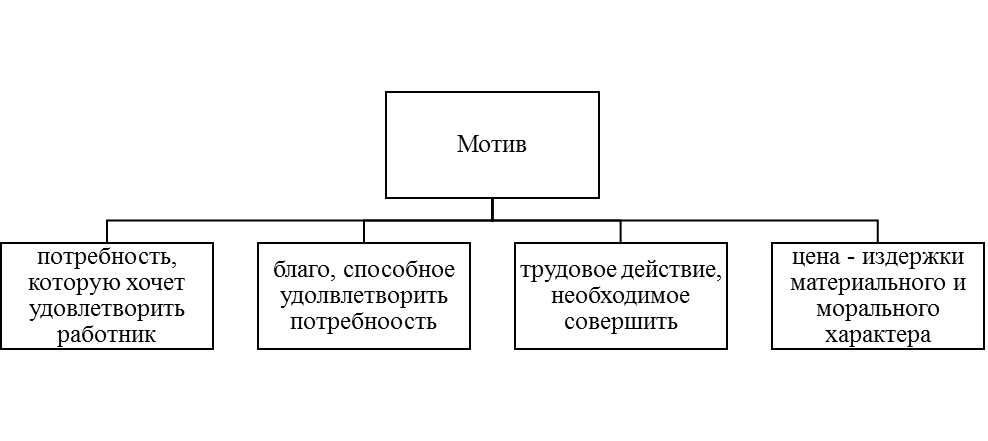 Мотив
потребность,
которую хочет
удовлетворить
работник
благо, способное
удолвлетворить
потребноость
трудовое действие,
необходимое
совершить
цена - издержки
материального и
морального
характера